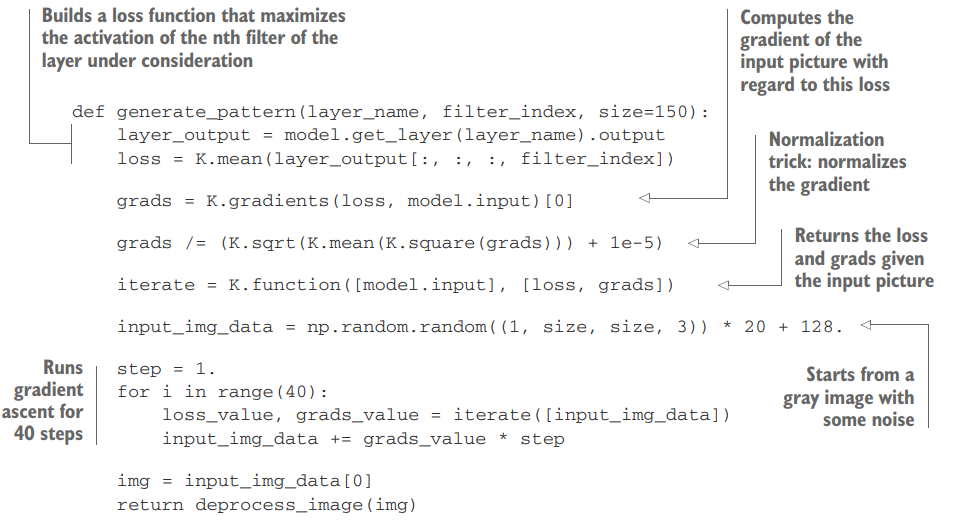 Builds a loss function that maximizes
the activation of the nth filter of the
layer under consideration
Computes the
gradient of the
input picture with
regard to this loss
def generate_pattern(layer_name, filter_index, size=150):
    layer_output = model.get_layer(layer_name).output
    loss = K.mean(layer_output[:, :, :, filter_index])
Normalization
trick: normalizes
the gradient
    grads = K.gradients(loss, model.input)[0]
    grads /= (K.sqrt(K.mean(K.square(grads))) + 1e-5)
Returns the loss
and grads given
the input picture
    iterate = K.function([model.input], [loss, grads])
    input_img_data = np.random.random((1, size, size, 3)) * 20 + 128.
Starts from a
gray image with
some noise
Runs
gradient
ascent for
40 steps
    step = 1.
    for i in range(40):
        loss_value, grads_value = iterate([input_img_data])
        input_img_data += grads_value * step
    img = input_img_data[0]
    return deprocess_image(img)